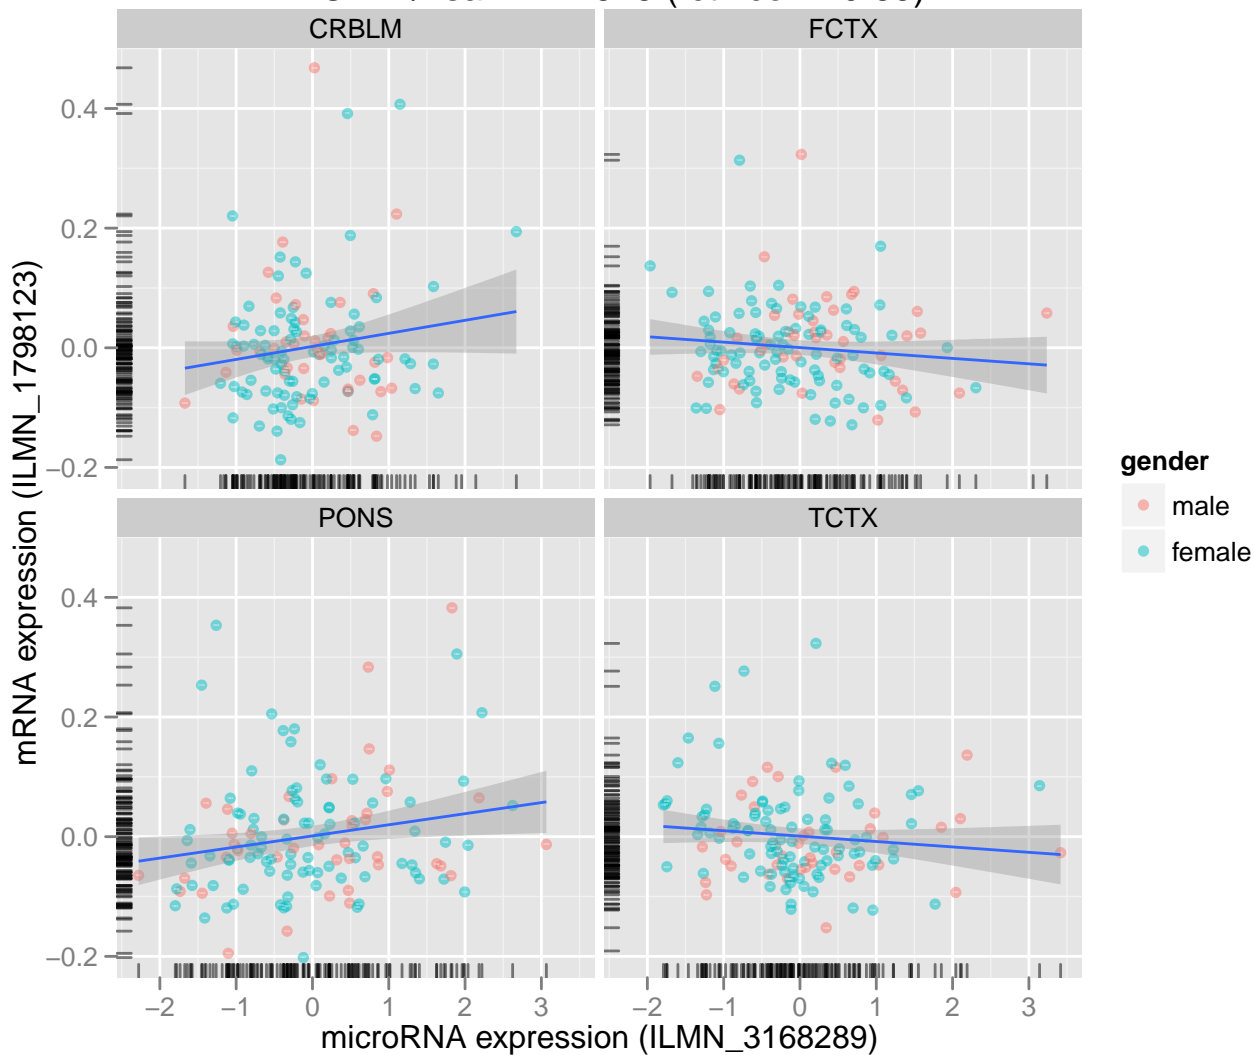 CRBLM
FCTX
0.4
0.2
0.0
−0.2
PONS
TCTX
0.4
0.2
0.0
−0.2
−2 −1 0 1 2 3
−2 −1 0 1 2 3
microRNA expression (ILMN_3168289)
mRNA expression (ILMN_1798123)
gender
male
female